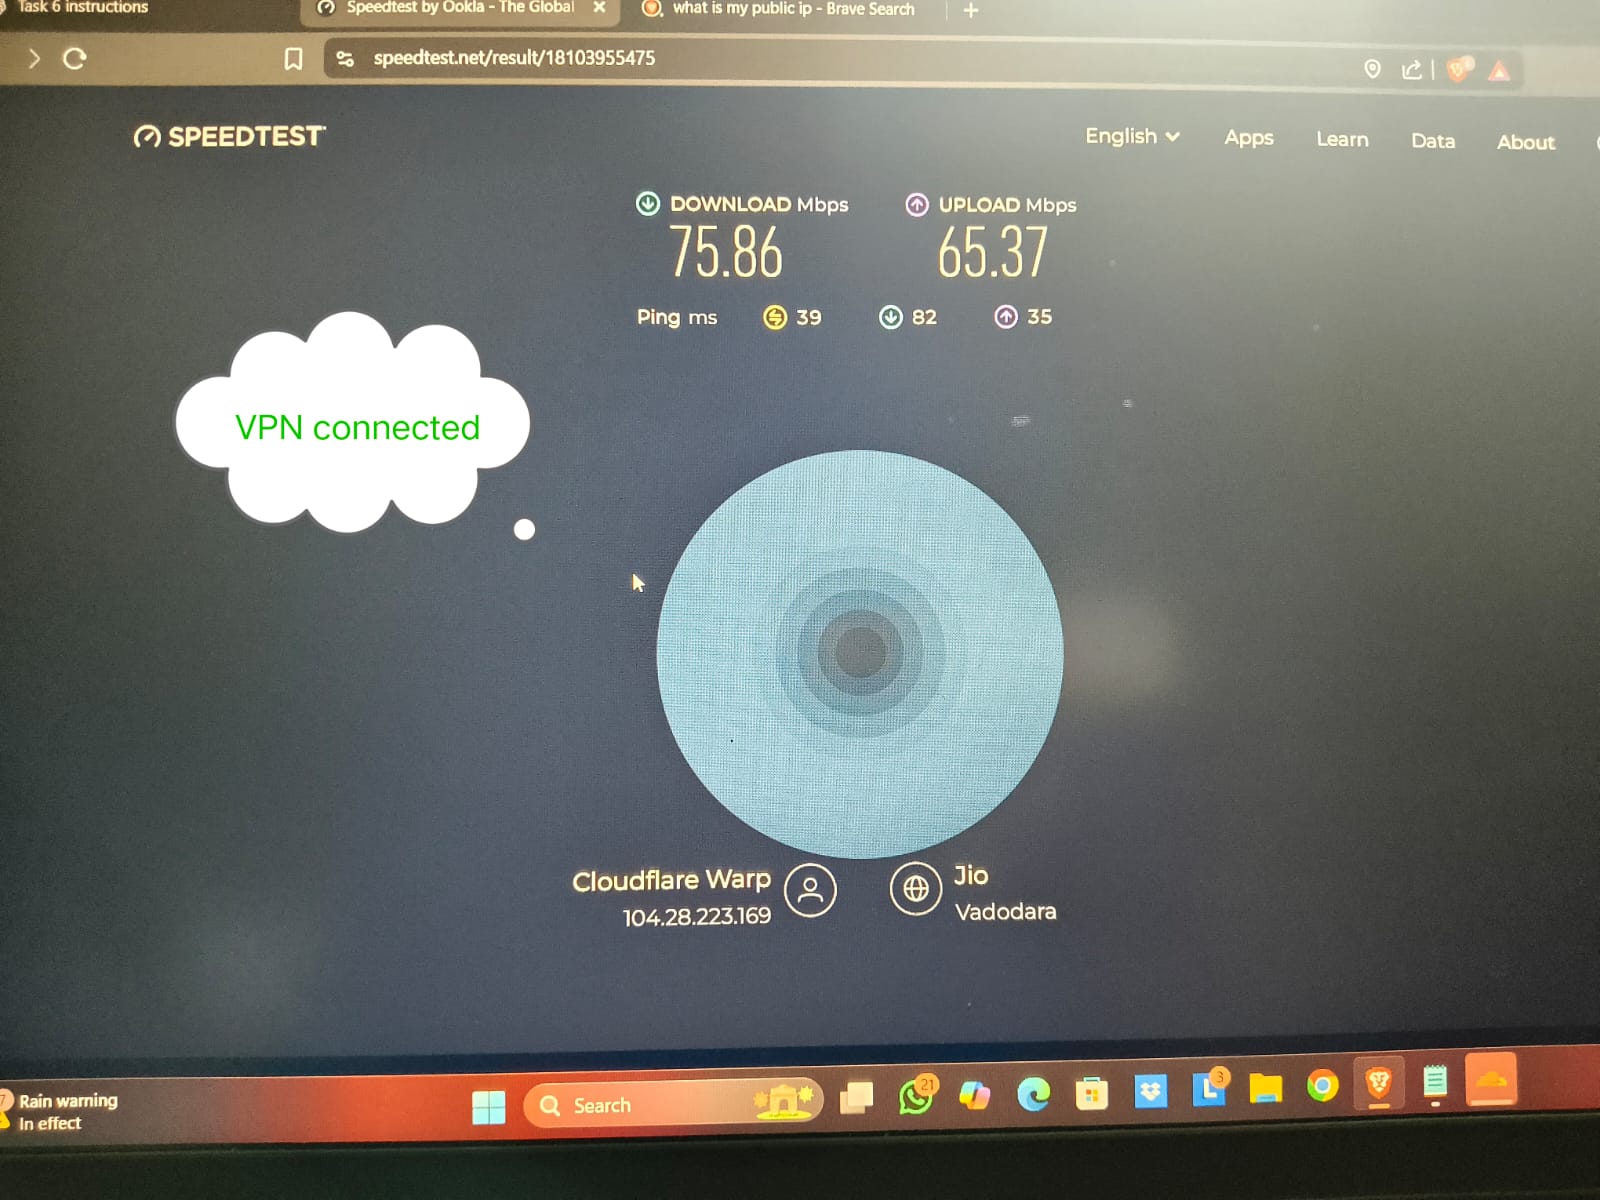 Task 6 instructions
Speedtest by Ookla - The Global
what is my public ip - Brave Search
speedtest.net/result/18103955475
SPEEDTEST
English
Apps
Learn
Data
About
DOWNLOAD Mbps
75.86
UPLOAD Mbps
65.37
Ping ms
39
82
35
VPN connected
Cloudflare Warp
104.28.223.169
Jio
Vadodara
Rain warning
In effect
Search
21
L
3